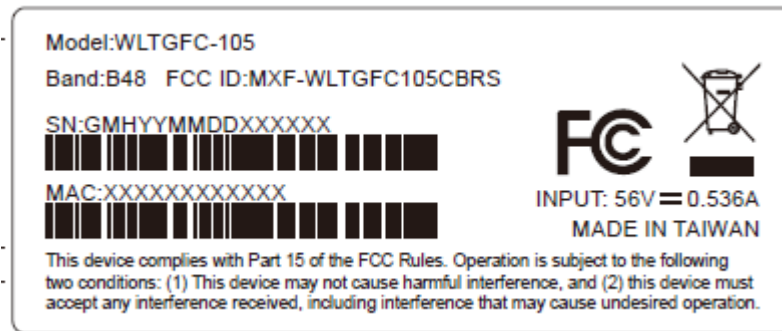 Model:WLTGFC-105
Band:B48 FCC ID:MXF-WLTGFC105CBRS
SN:GMHYYMMDDXXXXXX
MAC:XXXXXXXXXXXX
FC
INPUT: 56V⎓0.536A
MADE IN TAIWAN
This device complies with Part 15 of the FCC Rules. Operation is subject to the following
two conditions: (1) This device may not cause harmful interference, and (2) this device must
accept any interference received, including interference that may cause undesired operation.